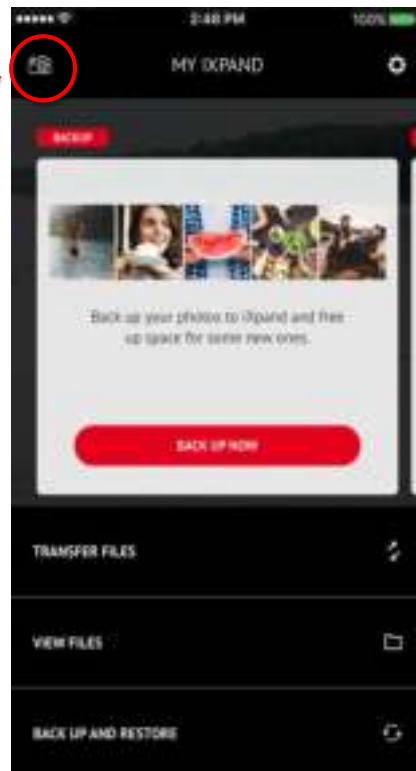 2:48 PM 100%
MY IXPAND
BACKUP
Back up your photos to iXpand and free
up space for some new ones.
BACK UP NOW
TRANSFER FILES
VIEW FILES
BACK UP AND RESTORE